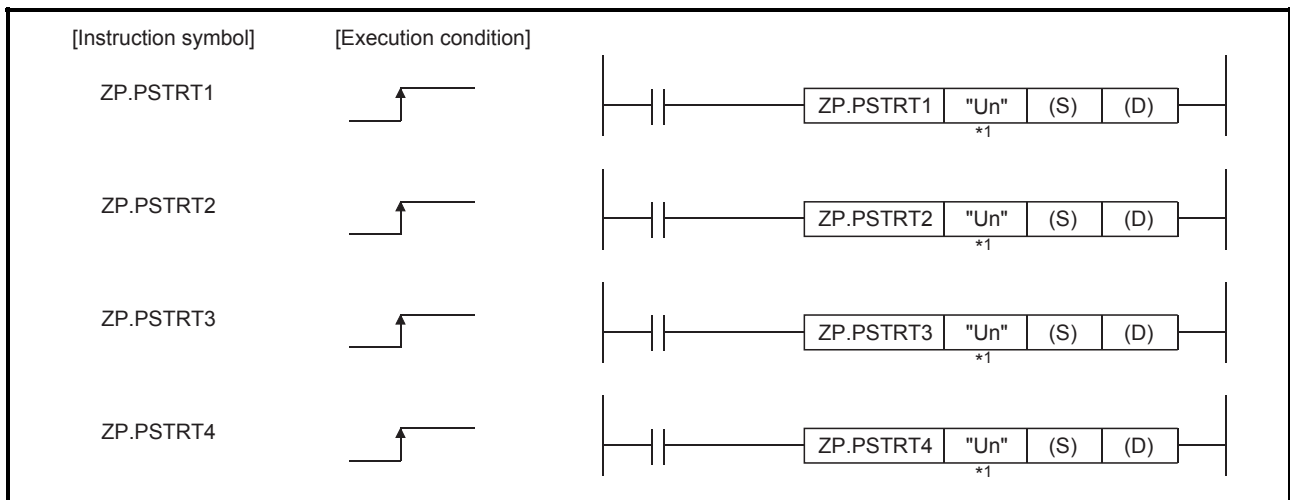 [Instruction symbol] [Execution condition]
ZP.PSTRT1 ZP.PSTRT1 "Un" (S) (D)
*1
ZP.PSTRT2 ZP.PSTRT2 "Un" (S) (D)
*1
ZP.PSTRT3 ZP.PSTRT3 "Un" (S) (D)
*1
ZP.PSTRT4 ZP.PSTRT4 "Un" (S) (D)
*1